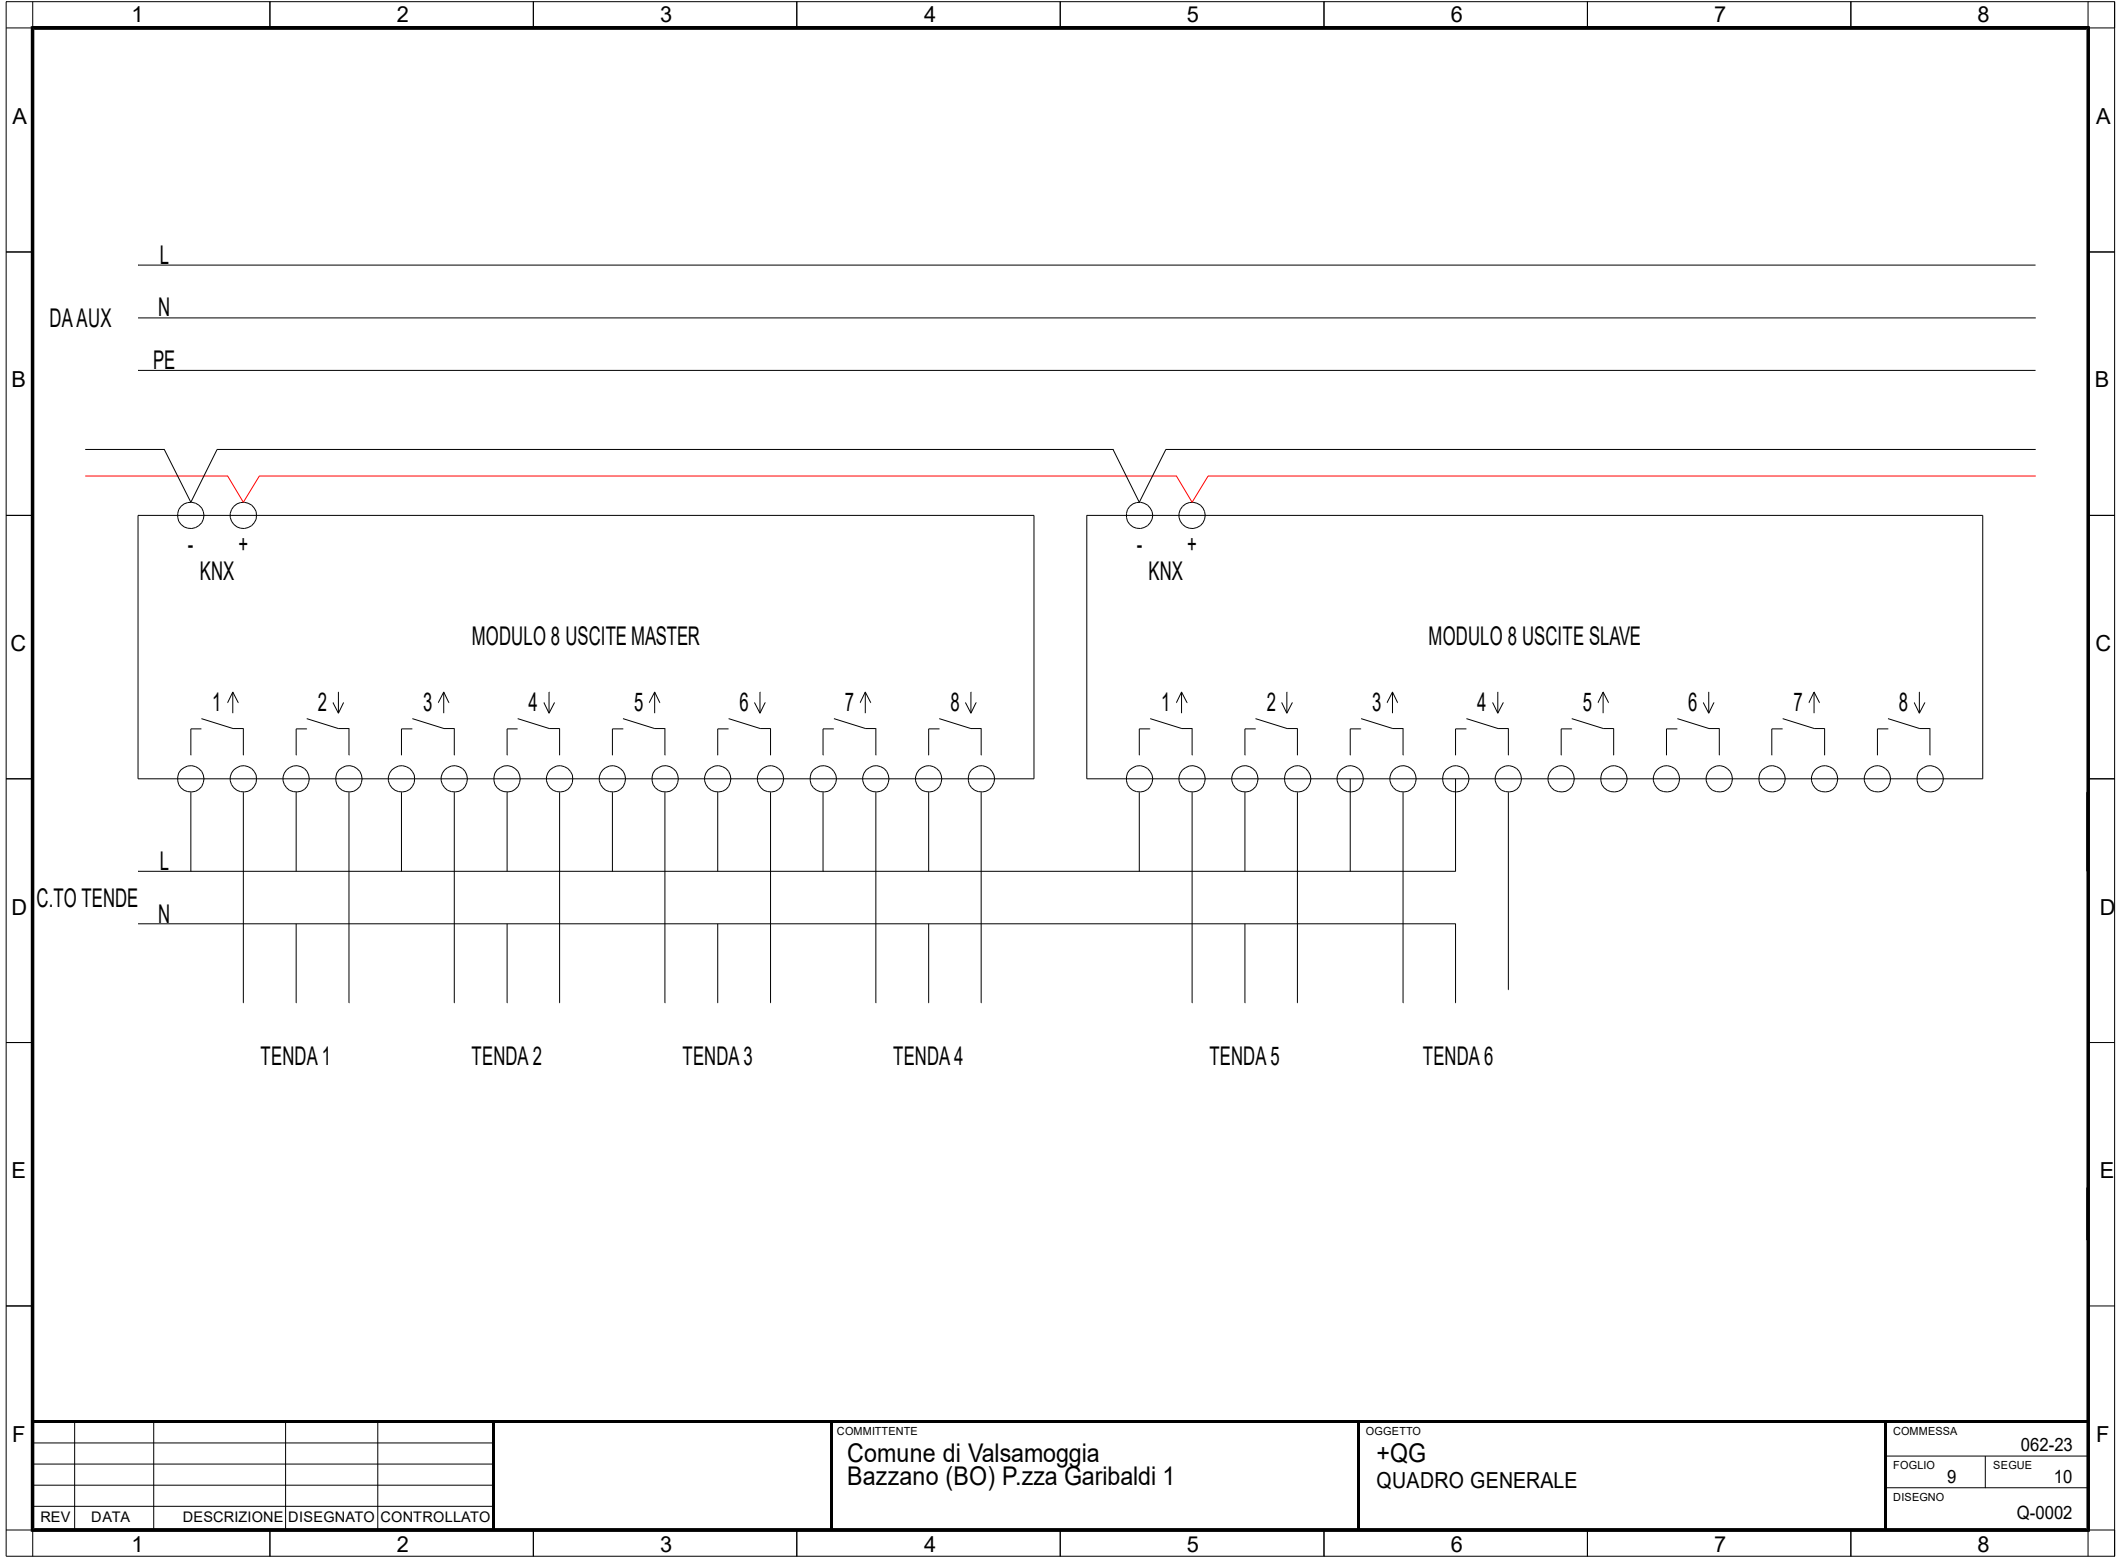 1 2 3 4 5 6 7 8
A A
L
N
DA AUX
PE
B B
- + - +
KNX KNX
C C
MODULO 8 USCITE MASTER MODULO 8 USCITE SLAVE
1 ↑ 2 ↓ 3 ↑ 4 ↓ 5 ↑ 6 ↓ 7 ↑ 8 ↓ 1 ↑ 2 ↓ 3 ↑ 4 ↓ 5 ↑ 6 ↓ 7 ↑ 8 ↓
L
D C.TO TENDE D
N
TENDA 1 TENDA 2 TENDA 3 TENDA 4 TENDA 5 TENDA 6
E E
F F
REV DATA DESCRIZIONE DISEGNATO CONTROLLATO
COMMITTENTE
Comune di Valsamoggia
Bazzano (BO) P.zza Garibaldi 1
OGGETTO
+QG
QUADRO GENERALE
COMMESSA
062-23
FOGLIO 9 SEGUE 10
DISEGNO
Q-0002
1 2 3 4 5 6 7 8